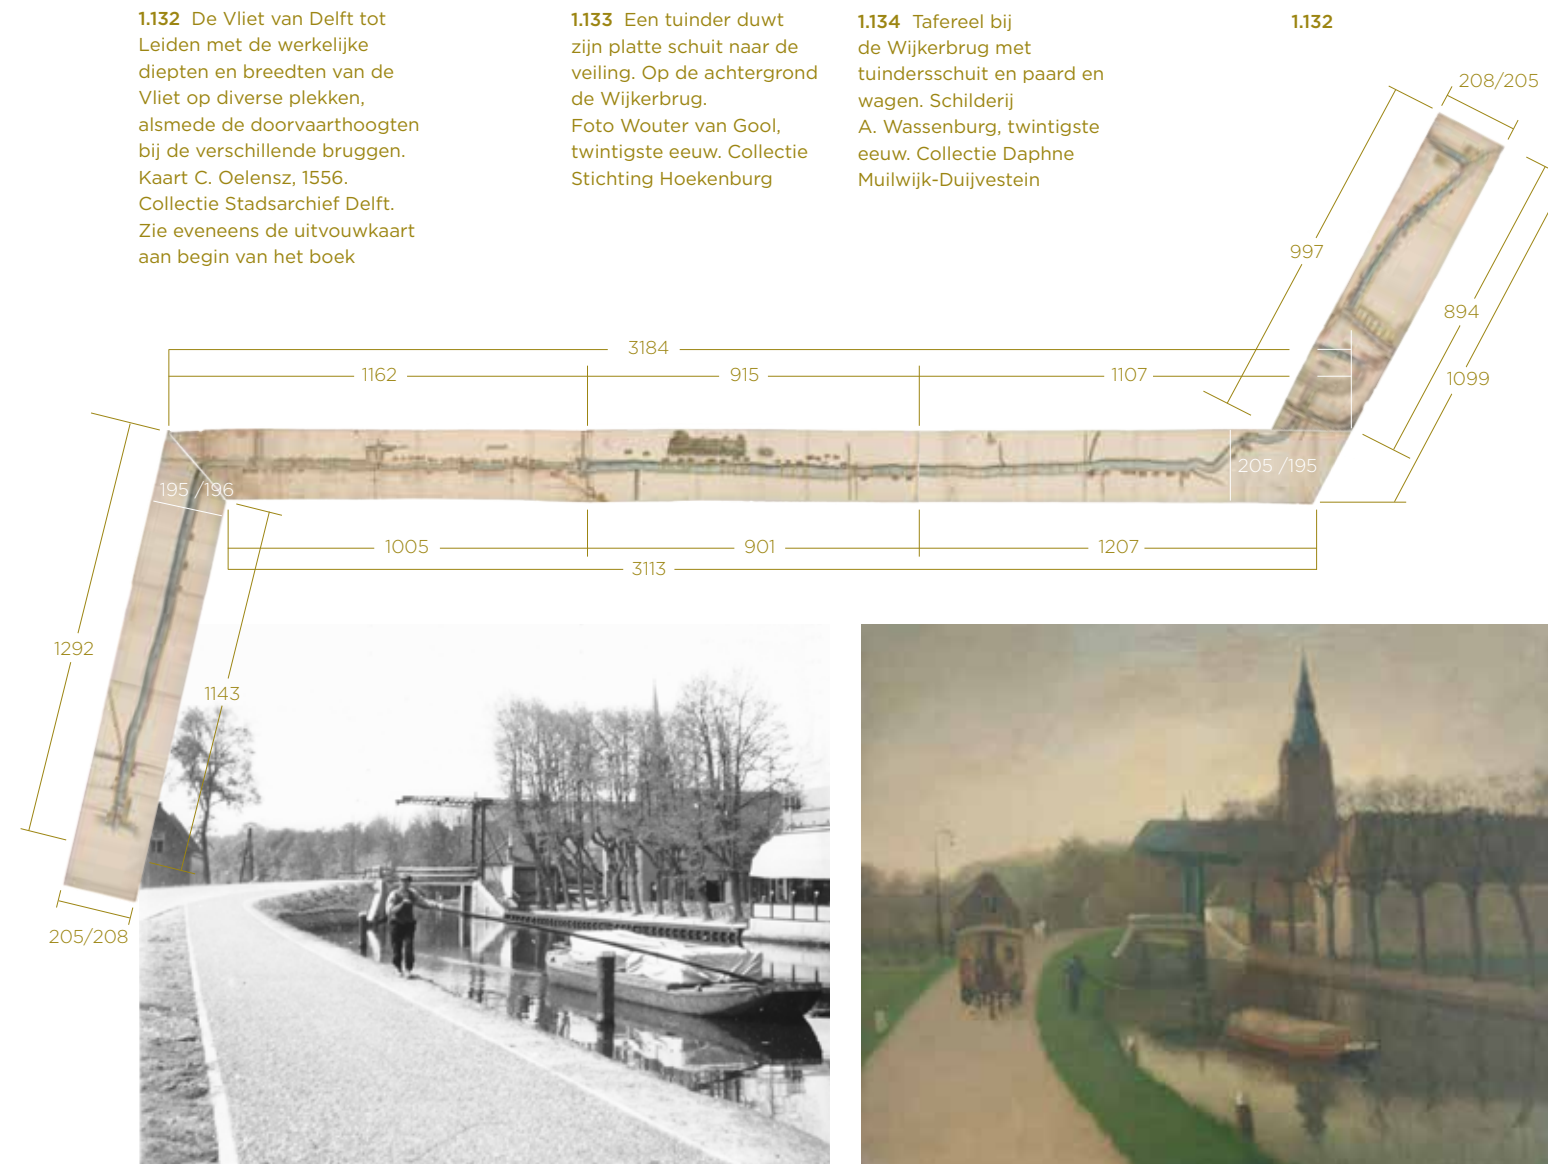 1.132 De Vliet van Delft tot
Leiden met de werkelijke
diepten en breedten van de
Vliet op diverse plekken,
alsmede de doorvaarthoogten
bij de verschillende bruggen.
Kaart C. Oelensz, 1556.
Collectie Stadsarchief Delft.
Zie eveneens de uitvouwkaart
aan begin van het boek
1.133 Een tuinder duwt
zijn platte schuit naar de
veiling. Op de achtergrond
de Wijkerbrug.
Foto Wouter van Gool,
twintigste eeuw. Collectie
Stichting Hoekenburg
1.134 Tafereel bij
de Wijkerbrug met
tuindersschuit en paard en
wagen. Schilderij
A. Wassenburg, twintigste
eeuw. Collectie Daphne
Muilwijk-Duijvestein
1.132
208/205
997
894
1099
3184
1162
915
1107
205 /195
195 /196
1005
901
1207
3113
1292
1143
205/208